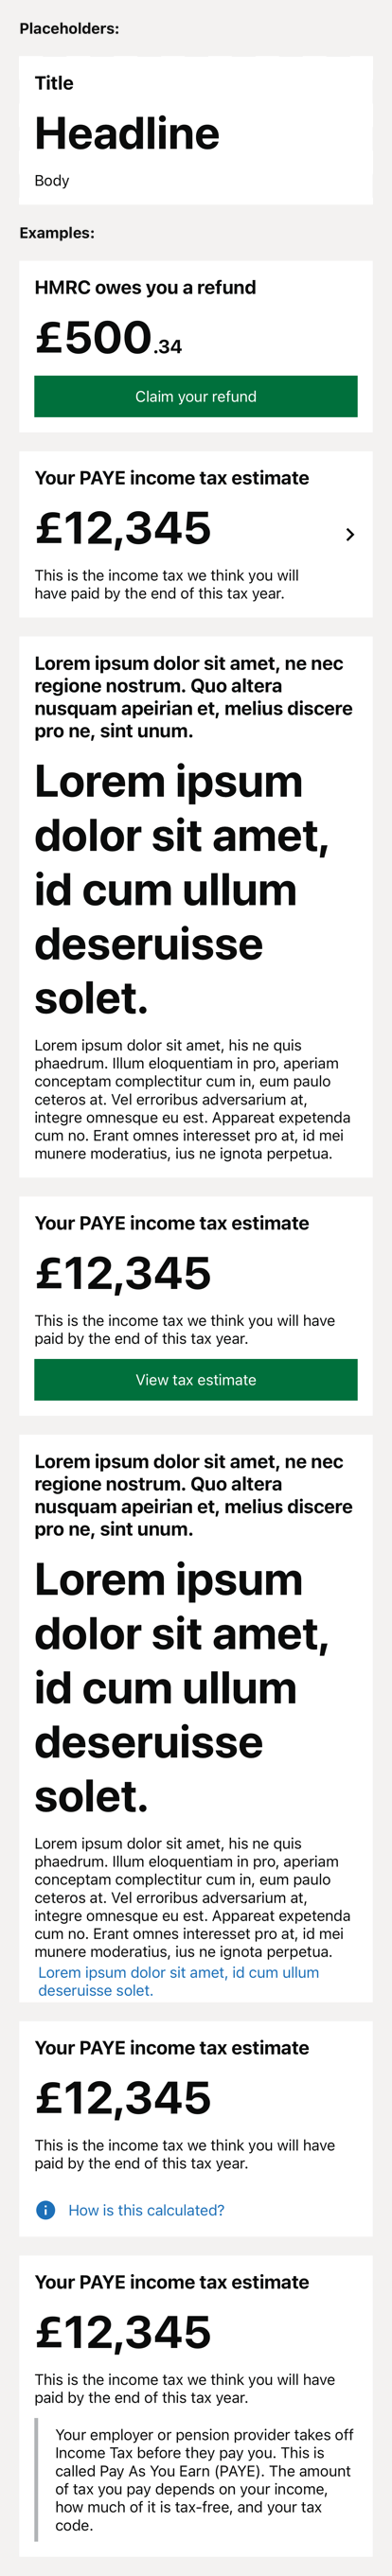 Placeholders:
Title
Headline
Body
Examples:
HMRC owes you a refund
£500.34
Claim your refund
Your PAYE income tax estimate
£12,345
This is the income tax we think you will
have paid by the end of this tax year.
Lorem ipsum dolor sit amet, ne nec
regione nostrum. Quo altera
nusquam apeirian et, melius discere
pro ne, sint unum.
Lorem ipsum
dolor sit amet,
id cum ullum
deseruisse
solet.
Lorem ipsum dolor sit amet, his ne quis
phaedrum. Illum eloquentiam in pro, aperiam
conceptam complectitur cum in, eum paulo
ceteros at. Vel erroribus adversarium at,
integre omnesque eu est. Appareat expetenda
cum no. Erant omnes interesset pro at, id mei
munere moderatius, ius ne ignota perpetua.
Your PAYE income tax estimate
£12,345
This is the income tax we think you will have
paid by the end of this tax year.
View tax estimate
Lorem ipsum dolor sit amet, ne nec
regione nostrum. Quo altera
nusquam apeirian et, melius discere
pro ne, sint unum.
Lorem ipsum
dolor sit amet,
id cum ullum
deseruisse
solet.
Lorem ipsum dolor sit amet, his ne quis
phaedrum. Illum eloquentiam in pro, aperiam
conceptam complectitur cum in, eum paulo
ceteros at. Vel erroribus adversarium at,
integre omnesque eu est. Appareat expetenda
cum no. Erant omnes interesset pro at, id mei
munere moderatius, ius ne ignota perpetua.
Lorem ipsum dolor sit amet, id cum ullum
deseruisse solet.
Your PAYE income tax estimate
£12,345
This is the income tax we think you will have
paid by the end of this tax year.
How is this calculated?
Your PAYE income tax estimate
£12,345
This is the income tax we think you will have
paid by the end of this tax year.
Your employer or pension provider takes off
Income Tax before they pay you. This is
called Pay As You Earn (PAYE). The amount
of tax you pay depends on your income,
how much of it is tax-free, and your tax
code.